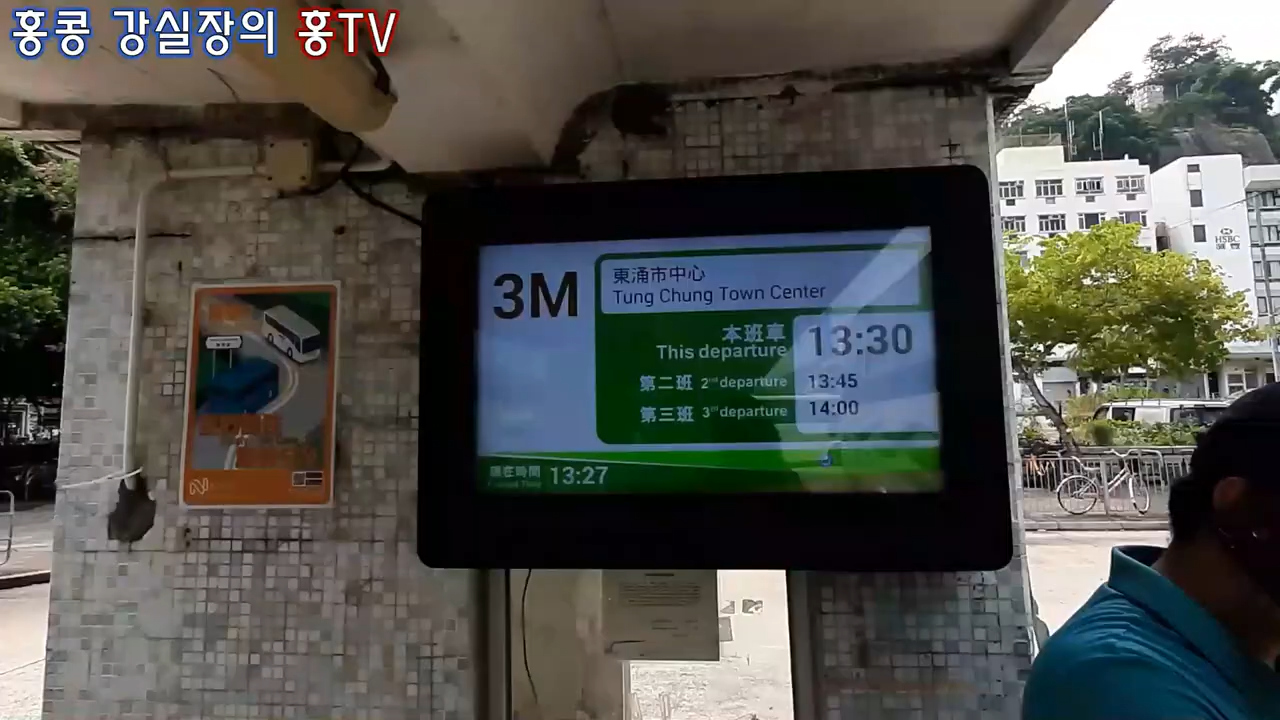 홍콩 강실장의 홍TV
3M
東涌市中心
Tung Chung Town Center
本班車
This departure
13:30
第二班 2nd departure 13:45
第三班 3rd departure 14:00
現在時間
13:27
HSBC